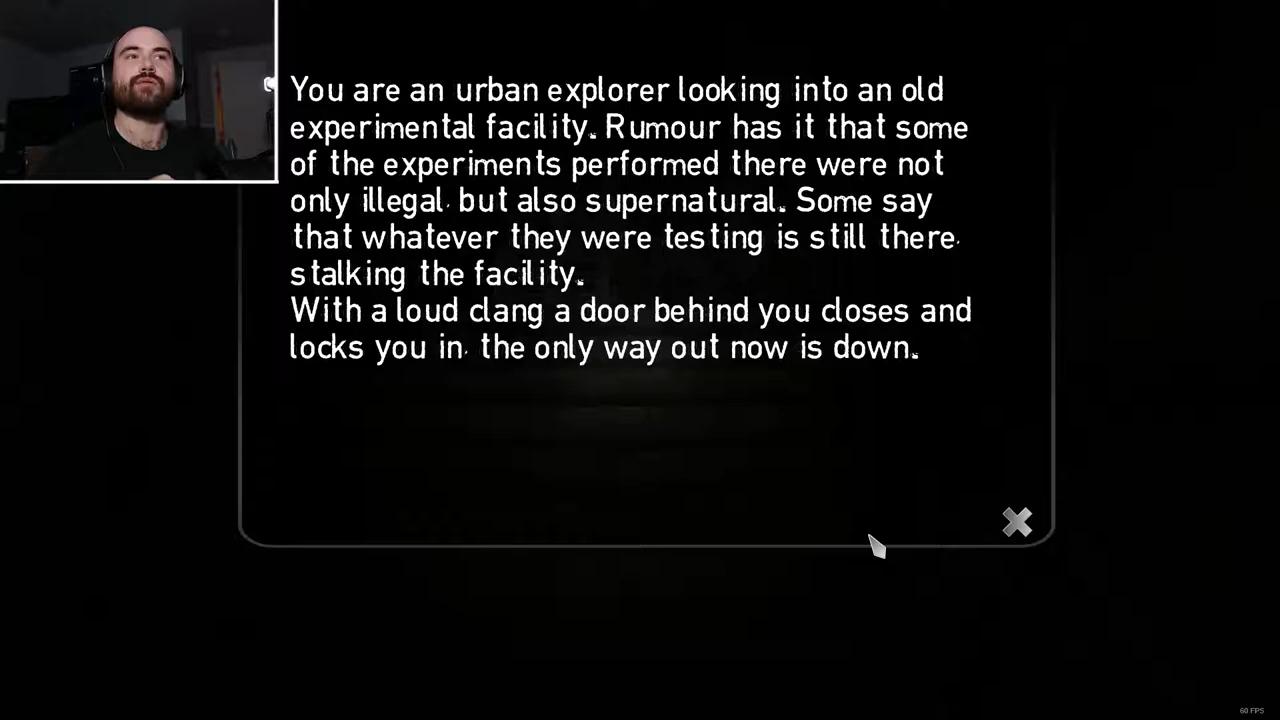 You are an urban explorer looking into an old
experimental facility. Rumour has it that some
of the experiments performed there were not
only illegal, but also supernatural. Some say
that whatever they were testing is still there,
stalking the facility.
With a loud clang a door behind you closes and
locks you in, the only way out now is down.
60 FPS